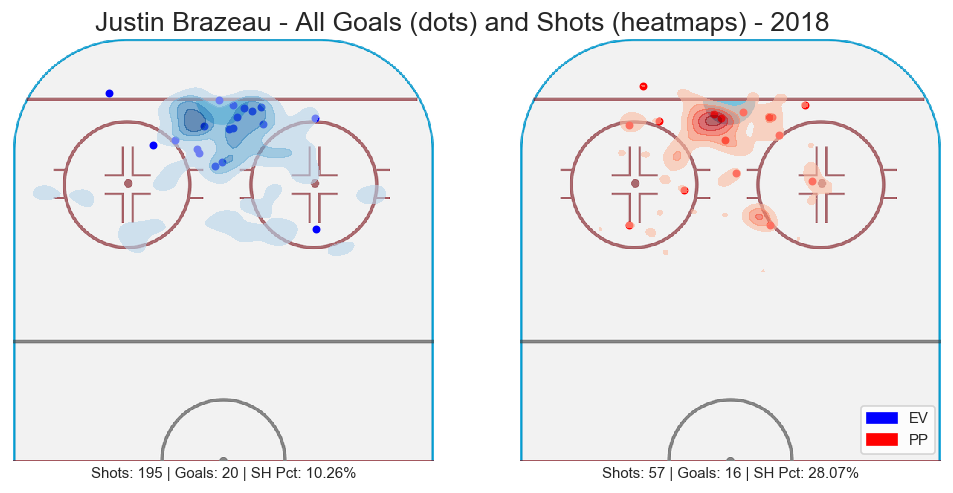 Justin Brazeau - All Goals (dots) and Shots (heatmaps) - 2018
EV
PP
Shots: 195 | Goals: 20 | SH Pct: 10.26%
Shots: 57 | Goals: 16 | SH Pct: 28.07%